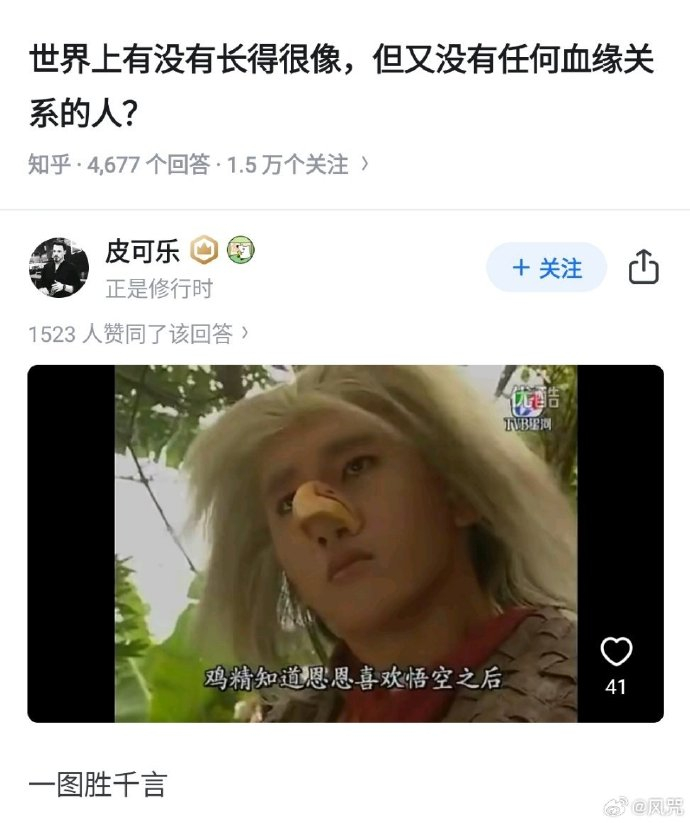 世界上有没有长得很像，但又没有任何血缘关
系的人？
知乎 · 4,677 个回答 · 1.5 万个关注 >
皮可乐
+ 关注
正是修行时
1523 人赞同了该回答 >
优酷
TVB星河
鸡精知道恩恩喜欢悟空之后
41
一图胜千言
@风咒